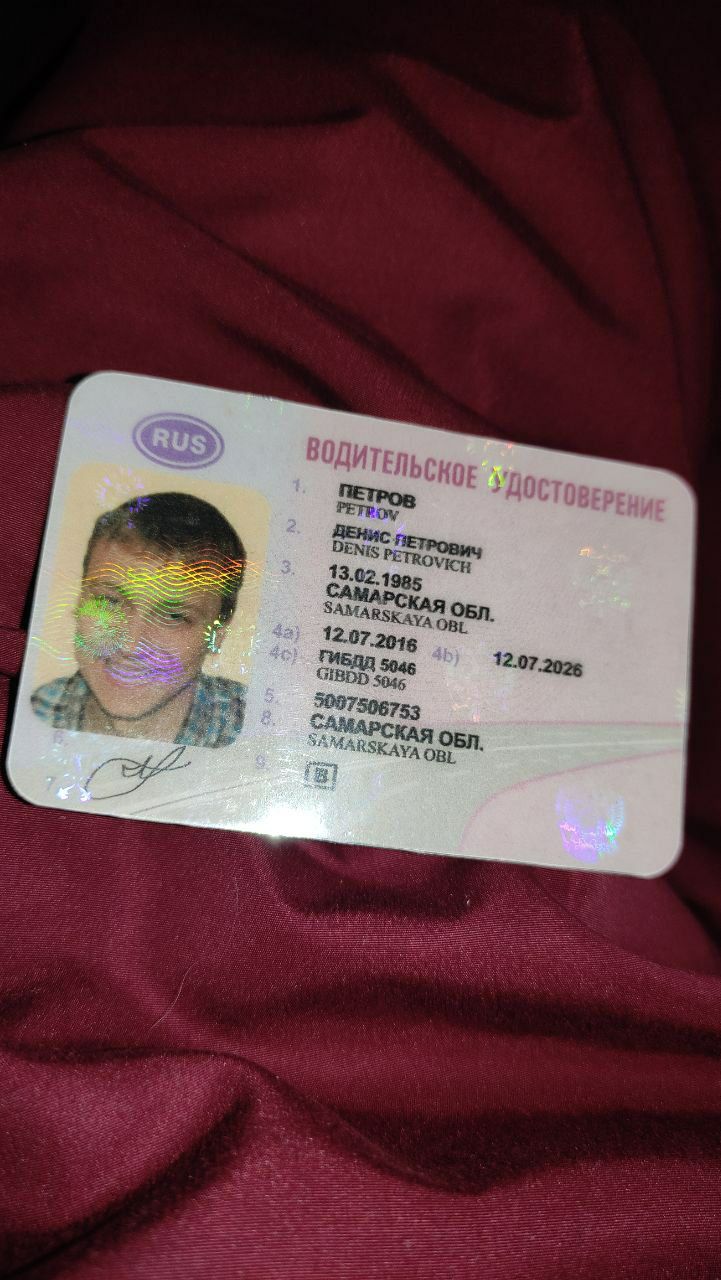 RUS
ВОДИТЕЛЬСКОЕ УДОСТОВЕРЕНИЕ
1. ПЕТРОВ
PETROV
2. ДЕНИС ПЕТРОВИЧ
DENIS PETROVICH
3. 13.02.1985
САМАРСКАЯ ОБЛ.
SAMARSKAYA OBL
4a) 12.07.2016 4b) 12.07.2026
4c) ГИБДД 5046
GIBDD 5046
5. 5007506753
8. САМАРСКАЯ ОБЛ.
SAMARSKAYA OBL
6.
7.
9. B